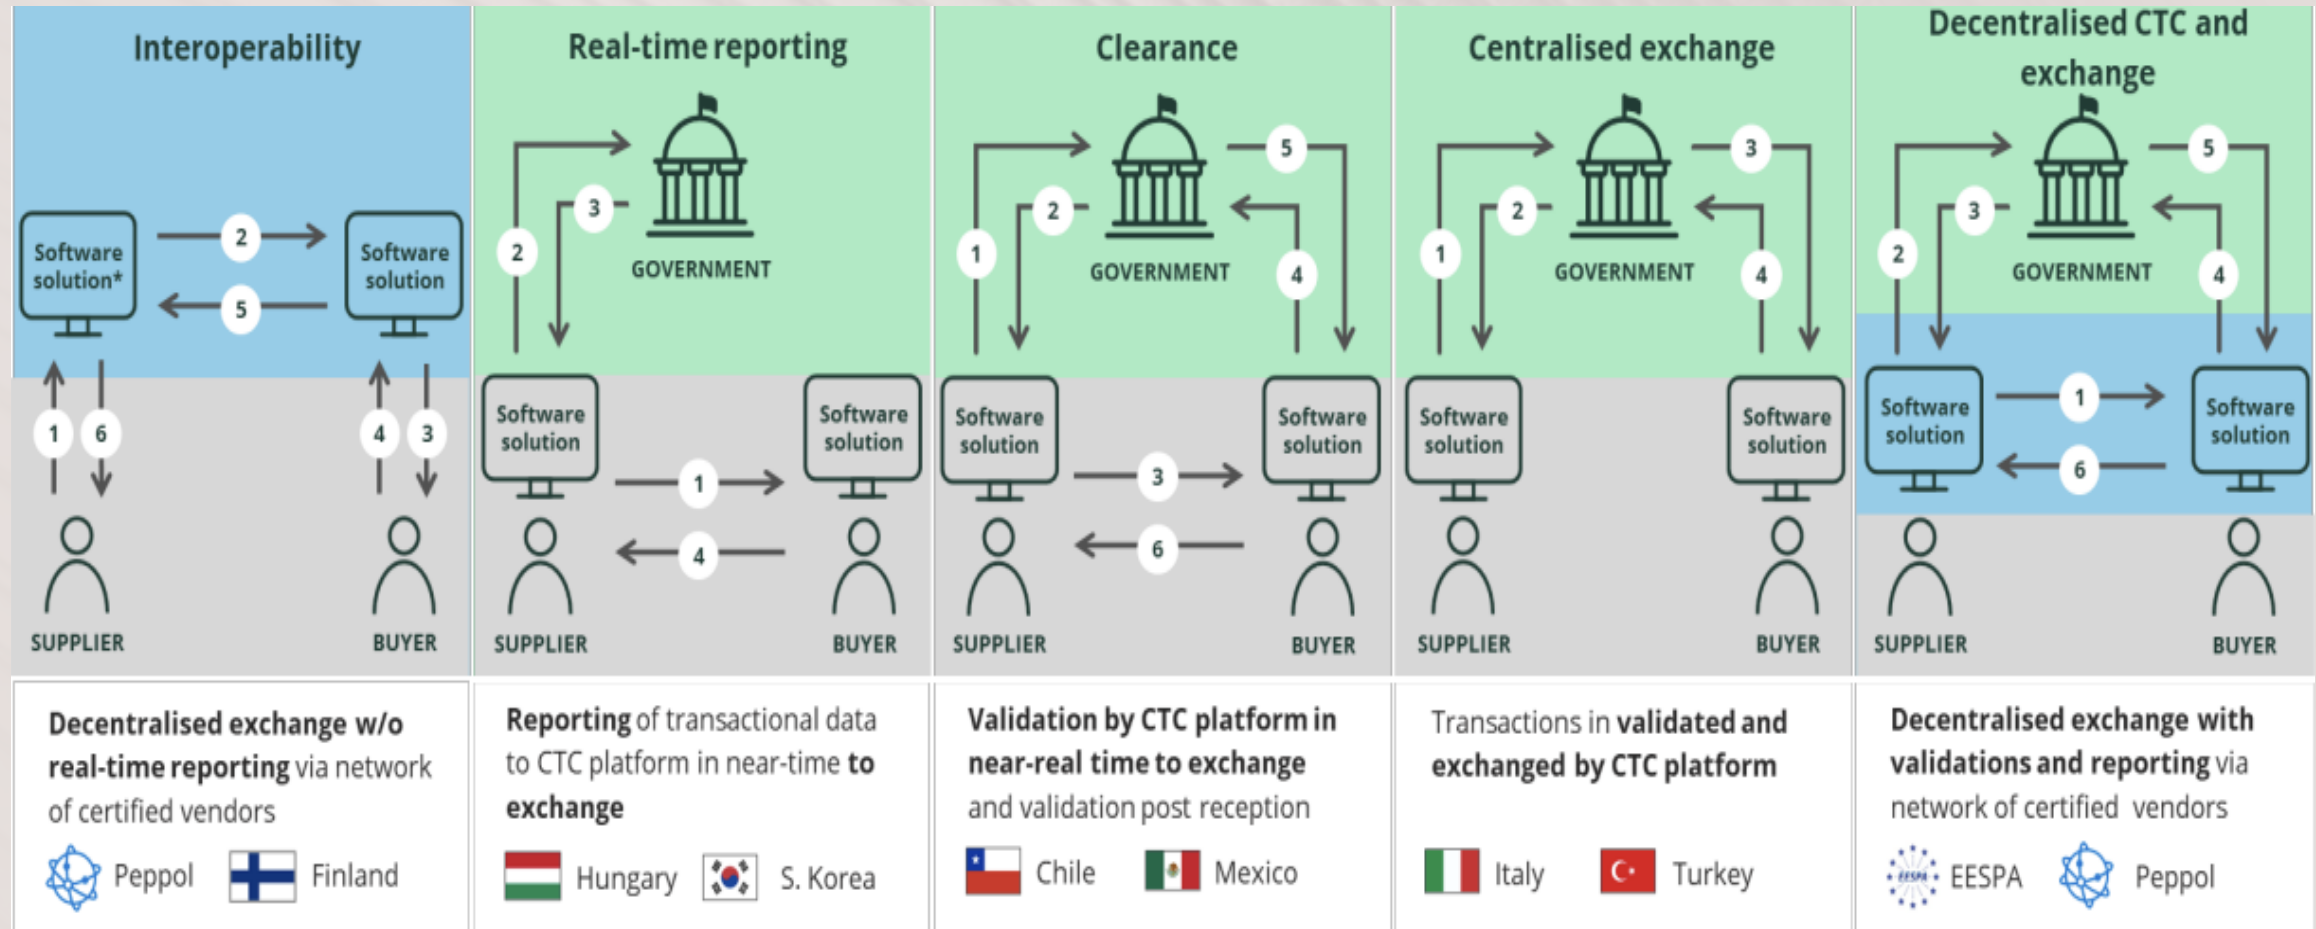 Interoperability
Software
solution*
2
Software
solution
5
1
6
4
3
SUPPLIER
BUYER
Decentralised exchange w/o
real-time reporting via network
of certified vendors
Peppol
Finland
Real-time reporting
2
3
GOVERNMENT
Software
solution
Software
solution
1
4
SUPPLIER
BUYER
Reporting of transactional data
to CTC platform in near-time to
exchange
Hungary
S. Korea
Clearance
5
2
1
GOVERNMENT
4
Software
solution
Software
solution
3
6
SUPPLIER
BUYER
Validation by CTC platform in
near-real time to exchange
and validation post reception
Chile
Mexico
Centralised exchange
3
2
1
GOVERNMENT
4
Software
solution
Software
solution
SUPPLIER
BUYER
Transactions in validated and
exchanged by CTC platform
Italy
Turkey
Decentralised CTC and
exchange
5
3
2
GOVERNMENT
4
Software
solution
1
Software
solution
6
SUPPLIER
BUYER
Decentralised exchange with
validations and reporting via
network of certified vendors
EESPA
EESPA
Peppol